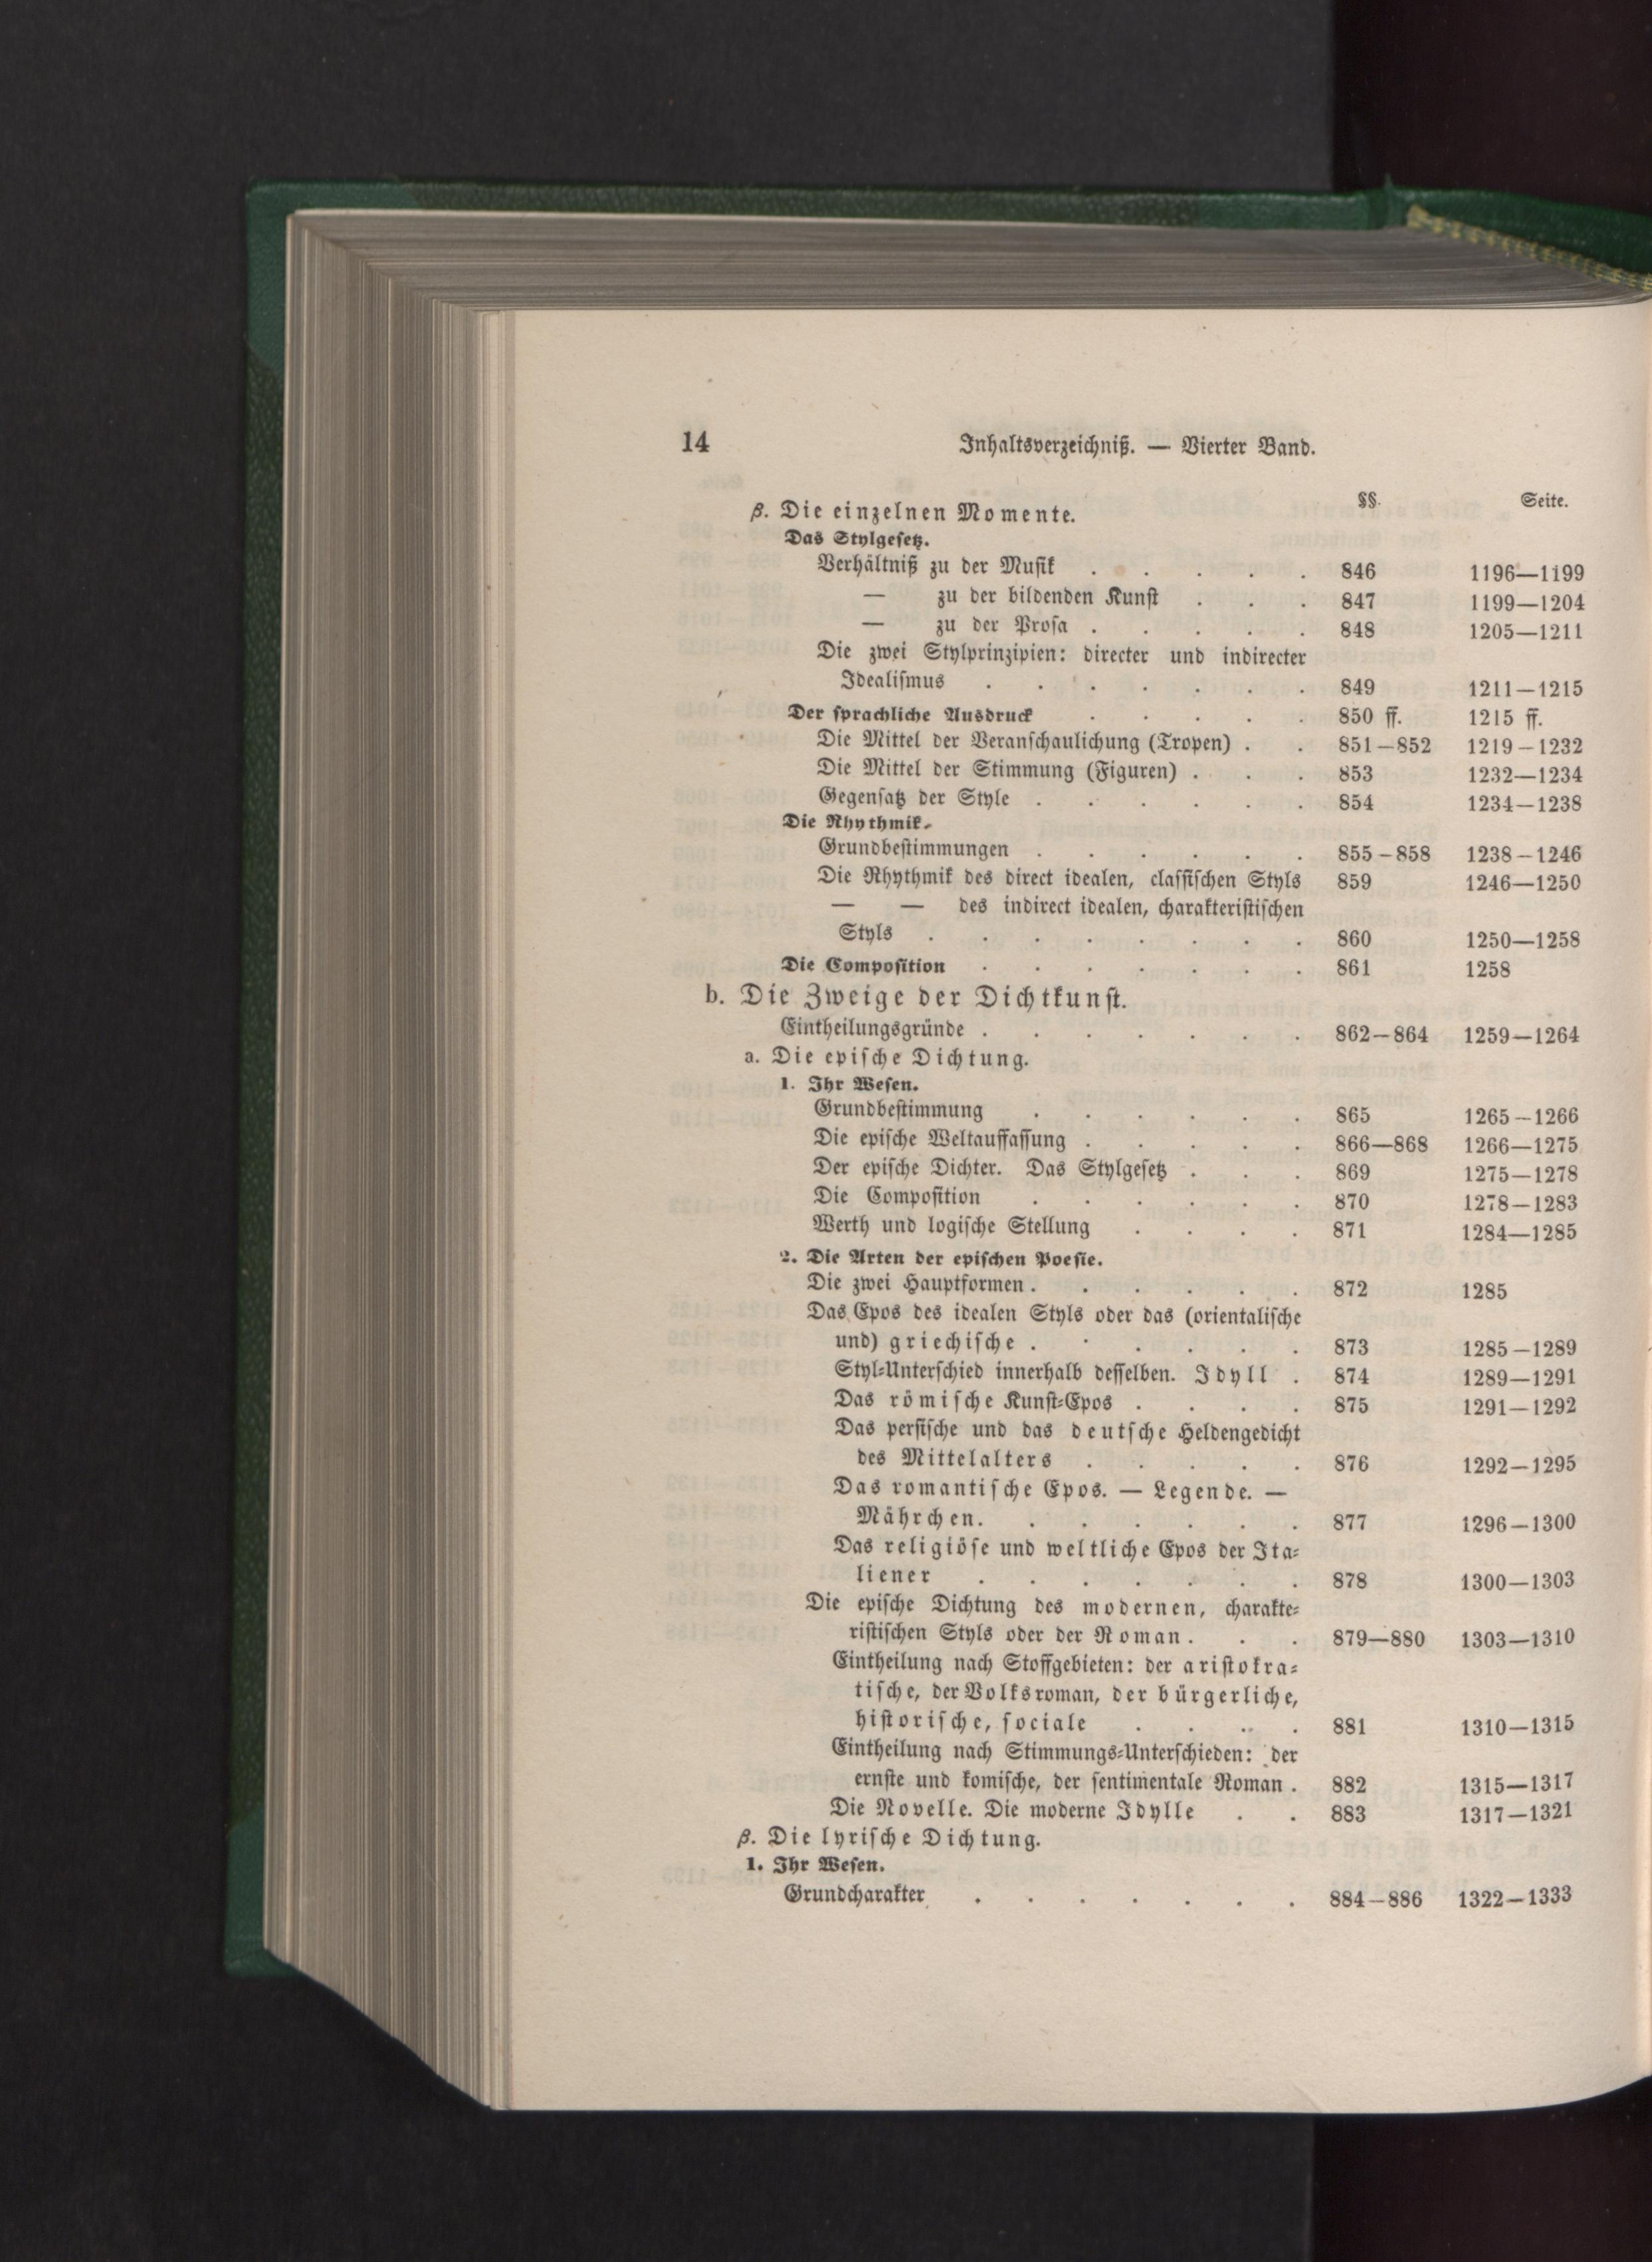 14 Inhaltsverzeichniß. — Vierter Band.
§§. Seite.
β. Die einzelnen Momente.
Das Stylgesetz.
Verhältniß zu der Musik . . . . . 846 1196—1199
— zu der bildenden Kunst . . . 847 1199—1204
— zu der Prosa . . . . . 848 1205—1211
Die zwei Stylprinzipien: directer und indirecter
Idealismus . . . . . . . 849 1211—1215
Der sprachliche Ausdruck . . . . . 850 ff. 1215 ff.
Die Mittel der Veranschaulichung (Tropen) . . 851—852 1219—1232
Die Mittel der Stimmung (Figuren) . . . 853 1232—1234
Gegensatz der Style . . . . . . 854 1234—1238
Die Rhythmik.
Grundbestimmungen . . . . . . 855—858 1238—1246
Die Rhythmik des direct idealen, classischen Styls 859 1246—1250
— — des indirect idealen, charakteristischen
Styls . . . . . . . . 860 1250—1258
Die Composition . . . . . . . 861 1258
b. Die Zweige der Dichtkunst.
Eintheilungsgründe . . . . . . . 862—864 1259—1264
a. Die epische Dichtung.
1. Ihr Wesen.
Grundbestimmung . . . . . . 865 1265—1266
Die epische Weltauffassung . . . . . 866—868 1266—1275
Der epische Dichter. Das Stylgesetz . . . 869 1275—1278
Die Composition . . . . . . 870 1278—1283
Werth und logische Stellung . . . . 871 1284—1285
2. Die Arten der epischen Poesie.
Die zwei Hauptformen . . . . . . 872 1285
Das Epos des idealen Styls oder das (orientalische
und) griechische . . . . . . 873 1285—1289
Styl-Unterschied innerhalb desselben. Idyll . 874 1289—1291
Das römische Kunst-Epos . . . . 875 1291—1292
Das persische und das deutsche Heldengedicht
des Mittelalters . . . . . 876 1292—1295
Das romantische Epos. — Legende. —
Mährchen. . . . . . . 877 1296—1300
Das religiöse und weltliche Epos der Ita-
liener . . . . . . . 878 1300—1303
Die epische Dichtung des modernen, charakte-
ristischen Styls oder der Roman . . . 879—880 1303—1310
Eintheilung nach Stoffgebieten: der aristokra-
tische, der Volksroman, der bürgerliche,
historische, sociale . . . . 881 1310—1315
Eintheilung nach Stimmungs-Unterschieden: der
ernste und komische, der sentimentale Roman . 882 1315—1317
Die Novelle. Die moderne Idylle . . 883 1317—1321
β. Die lyrische Dichtung.
1. Ihr Wesen.
Grundcharakter . . . . . . . 884—886 1322—1333